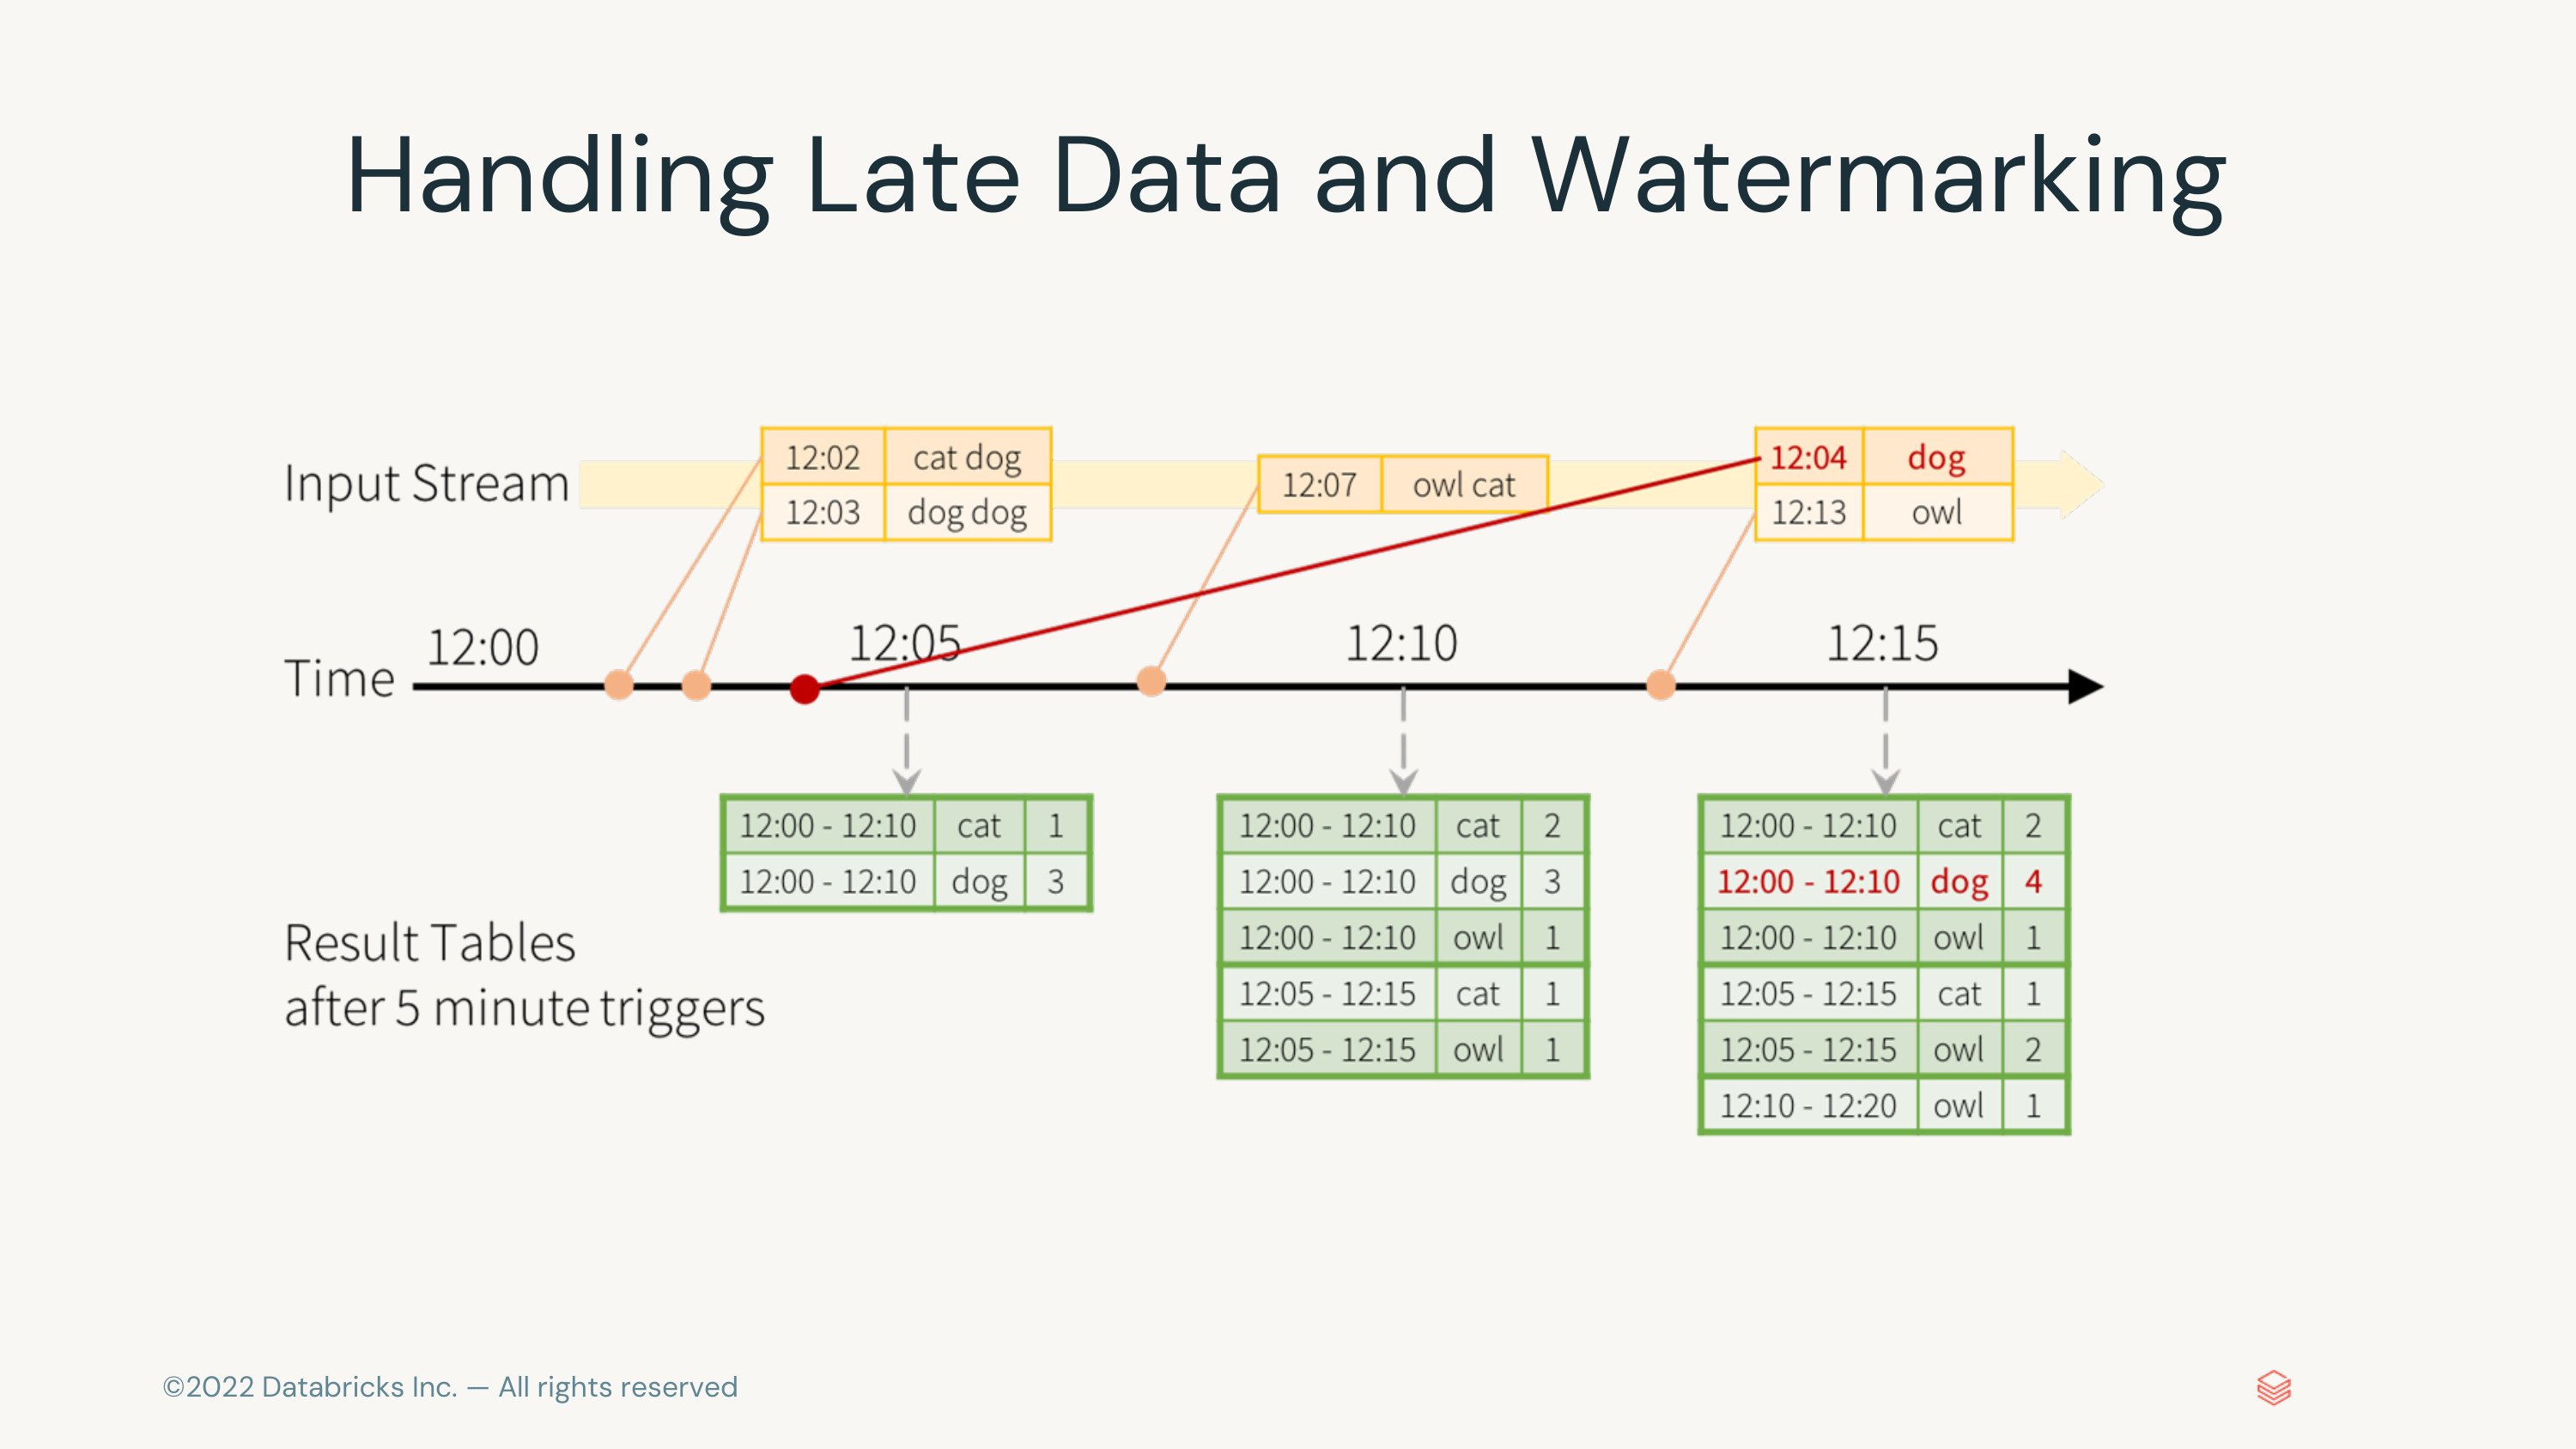 Handling Late Data and Watermarking
Input Stream
12:02 cat dog
12:03 dog dog
12:07 owl cat
12:04 dog
12:13 owl
Time
12:00
12:05
12:10
12:15
Result Tables
after 5 minute triggers
12:00 - 12:10 cat 1
12:00 - 12:10 dog 3
12:00 - 12:10 cat 2
12:00 - 12:10 dog 3
12:00 - 12:10 owl 1
12:05 - 12:15 cat 1
12:05 - 12:15 owl 1
12:00 - 12:10 cat 2
12:00 - 12:10 dog 4
12:00 - 12:10 owl 1
12:05 - 12:15 cat 1
12:05 - 12:15 owl 2
12:10 - 12:20 owl 1
©2022 Databricks Inc. — All rights reserved